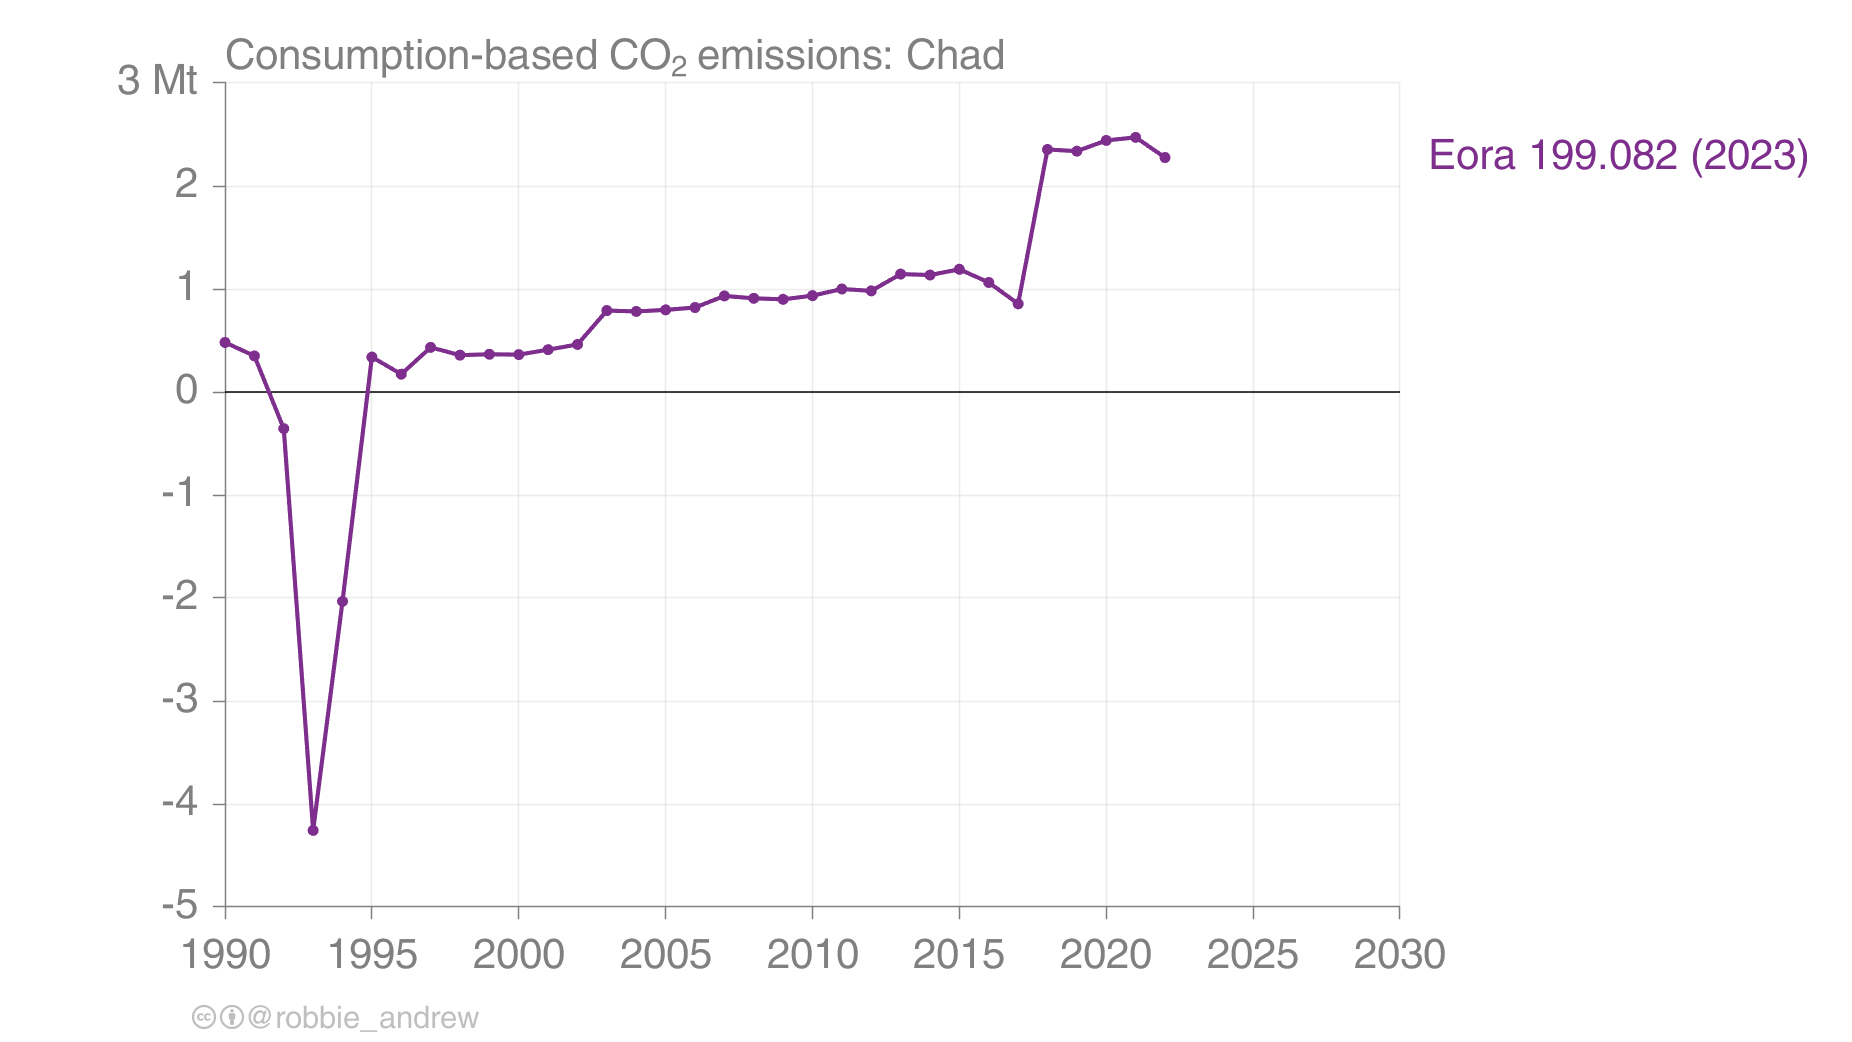 Consumption-based CO₂ emissions: Chad
3 Mt
2
1
0
-1
-2
-3
-4
-5
1990 1995 2000 2005 2010 2015 2020 2025 2030
Eora 199.082 (2023)
cc @robbie_andrew